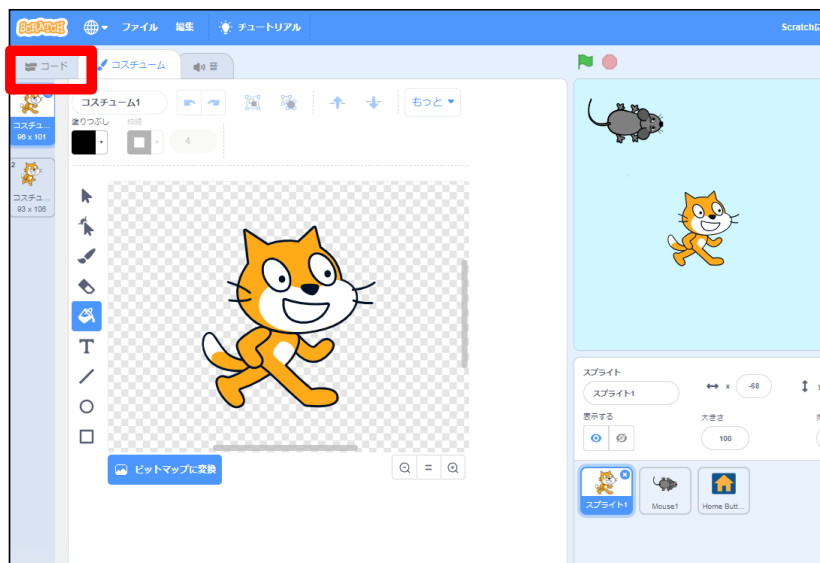 SCRATCH ファイル 編集 チュートリアル
コード コスチューム 音
コスチューム1 もっと
塗りつぶし 枠線
4
コスチュ...
96 x 101
2
コスチュ...
93 x 106
T
ビットマップに変換
スプライト
スプライト1 x -68
表示する 大きさ
100
スプライト1 Mouse1 Home Butt...